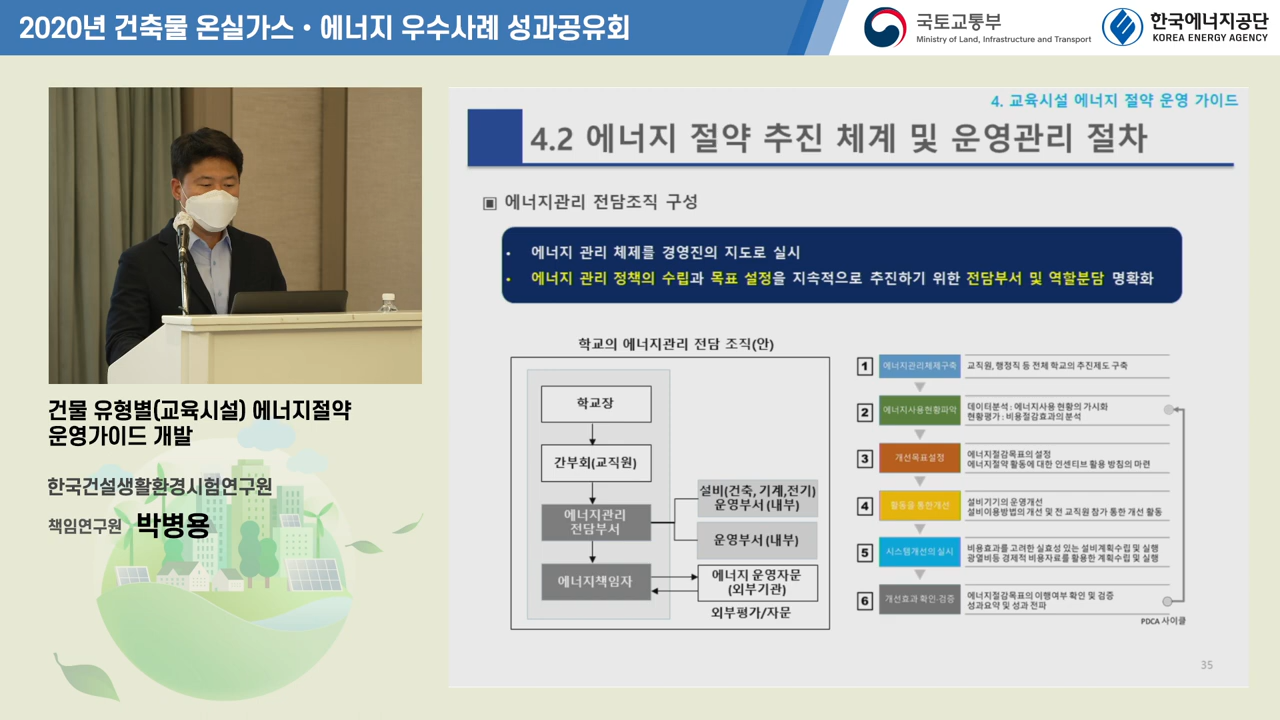 2020년 건축물 온실가스・에너지 우수사례 성과공유회
국토교통부
Ministry of Land, Infrastructure and Transport
한국에너지공단
KOREA ENERGY AGENCY
건물 유형별(교육시설) 에너지절약
운영가이드 개발
한국건설생활환경시험연구원
책임연구원 박병용
4. 교육시설 에너지 절약 운영 가이드
4.2 에너지 절약 추진 체계 및 운영관리 절차
▣ 에너지관리 전담조직 구성
• 에너지 관리 체제를 경영진의 지도로 실시
• 에너지 관리 정책의 수립과 목표 설정을 지속적으로 추진하기 위한 전담부서 및 역할분담 명확화
학교의 에너지관리 전담 조직(안)
학교장
간부회(교직원)
에너지관리
전담부서
에너지책임자
설비(건축, 기계,전기)
운영부서(내부)
운영부서(내부)
에너지 운영자문
(외부기관)
외부평가/자문
1 에너지관리체제구축 교직원, 행정직 등 전체 학교의 추진제도 구축
2 에너지사용현황파악 데이터분석 : 에너지사용 현황의 가시화
현황평가 : 비용절감효과의 분석
3 개선목표설정 에너지절감목표의 설정
에너지절약 활동에 대한 인센티브 활용 방침의 마련
4 활동을 통한개선 설비기기의 운영개선
설비이용방법의 개선 및 전 교직원 참가 통한 개선 활동
5 시스템개선의 실시 비용효과를 고려한 실효성 있는 설비계획수립 및 실행
광열비등 경제적 비용자료를 활용한 계획수립 및 실행
6 개선효과 확인·검증 에너지절감목표의 이행여부 확인 및 검증
성과요약 및 성과 전파
PDCA 사이클
35